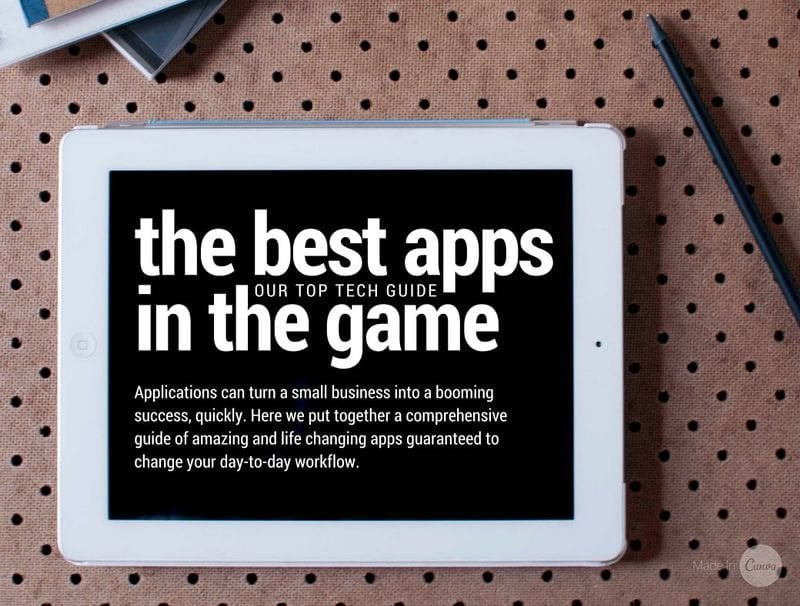 the best apps
OUR TOP TECH GUIDE
in the game
Applications can turn a small business into a booming
success, quickly. Here we put together a comprehensive
guide of amazing and life changing apps guaranteed to
change your day-to-day workflow.
Made In Canva